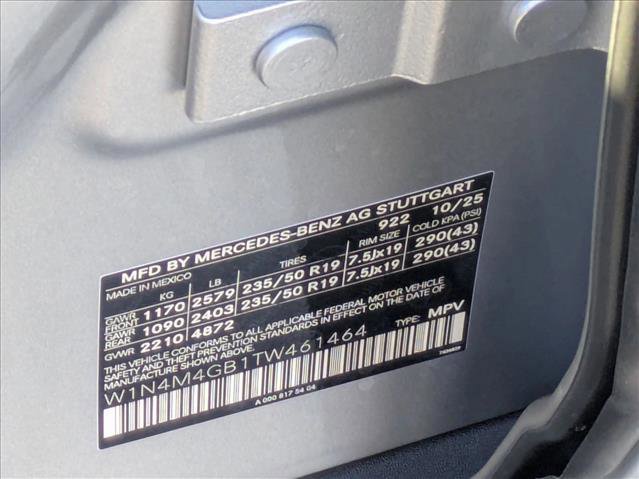 MFD BY MERCEDES-BENZ AG STUTTGART
MADE IN MEXICO 922 10/25
KG LB TIRES RIM SIZE COLD KPA(PSI)
GAWR FRONT 1170 2579 235/50 R19 7.5Jx19 290(43)
GAWR REAR 1090 2403 235/50 R19 7.5Jx19 290(43)
GVWR 2210 4872
THIS VEHICLE CONFORMS TO ALL APPLICABLE FEDERAL MOTOR VEHICLE
SAFETY AND THEFT PREVENTION STANDARDS IN EFFECT ON THE DATE OF
MANUFACTURE SHOWN ABOVE.
W1N4M4GB1TW461464 TYPE: MPV
A 000 817 54 04